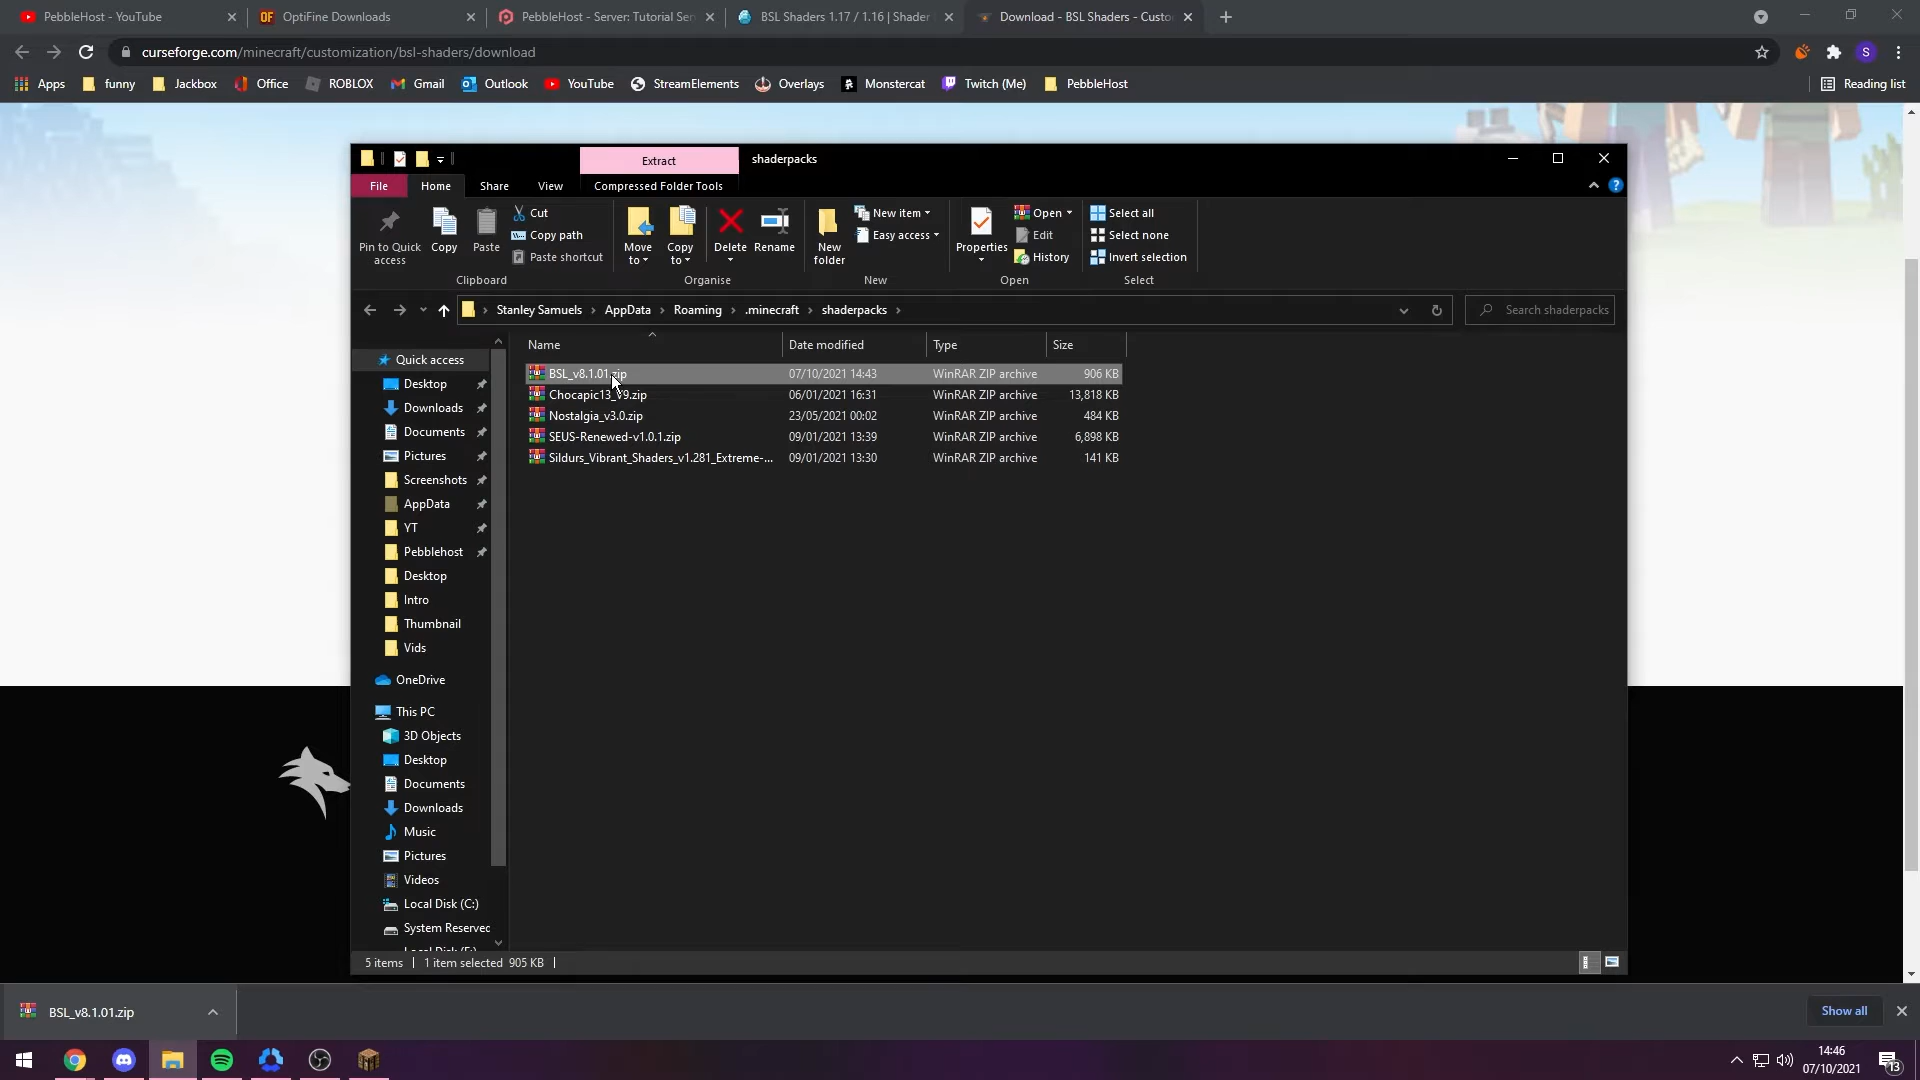 PebbleHost - YouTube
OptiFine Downloads
PebbleHost - Server: Tutorial Ser
BSL Shaders 1.17 / 1.16 | Shader
Download - BSL Shaders - Custo
curseforge.com/minecraft/customization/bsl-shaders/download
S
Apps funny Jackbox Office ROBLOX Gmail Outlook YouTube StreamElements Overlays Monstercat Twitch (Me) PebbleHost Reading list
Extract shaderpacks
File Home Share View Compressed Folder Tools
Pin to Quick access
Copy
Paste
Cut
Copy path
Paste shortcut
Clipboard
Move to
Copy to
Delete
Rename
Organise
New folder
New item
Easy access
New
Properties
Open
Edit
History
Open
Select all
Select none
Invert selection
Select
Stanley Samuels AppData Roaming .minecraft shaderpacks
Search shaderpacks
Name Date modified Type Size
BSL_v8.1.01.zip 07/10/2021 14:43 WinRAR ZIP archive 906 KB
Chocapic13_V9.zip 06/01/2021 16:31 WinRAR ZIP archive 13,818 KB
Nostalgia_v3.0.zip 23/05/2021 00:02 WinRAR ZIP archive 484 KB
SEUS-Renewed-v1.0.1.zip 09/01/2021 13:39 WinRAR ZIP archive 6,898 KB
Sildurs_Vibrant_Shaders_v1.281_Extreme-... 09/01/2021 13:30 WinRAR ZIP archive 141 KB
Quick access
Desktop
Downloads
Documents
Pictures
Screenshots
AppData
YT
Pebblehost
Desktop
Intro
Thumbnail
Vids
OneDrive
This PC
3D Objects
Desktop
Documents
Downloads
Music
Pictures
Videos
Local Disk (C:)
System Reserved
5 items 1 item selected 905 KB
BSL_v8.1.01.zip
Show all
14:46
07/10/2021
13